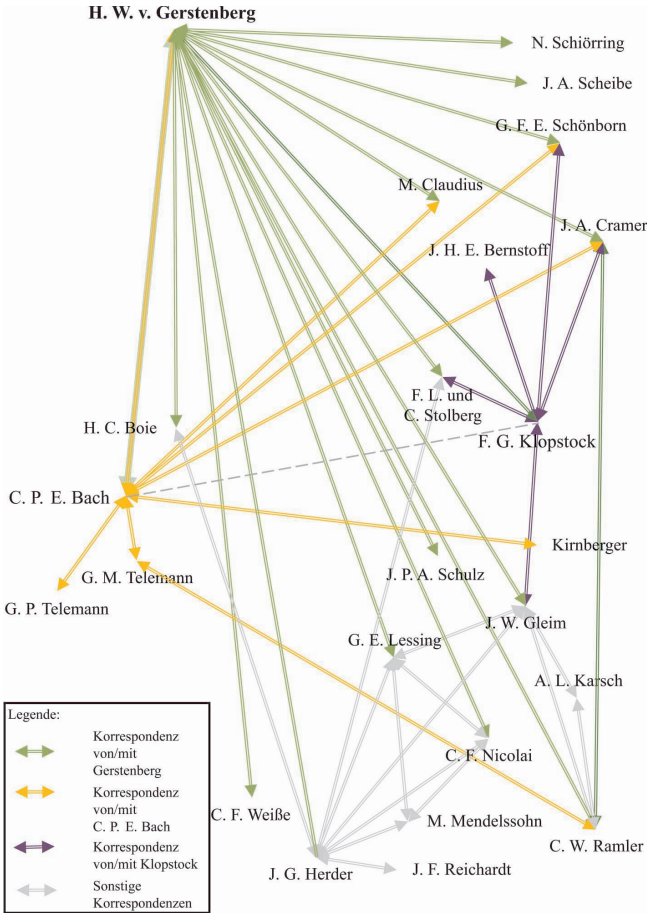 H. W. v. Gerstenberg
N. Schiörring
J. A. Scheibe
G. F. E. Schönborn
M. Claudius
J. A. Cramer
J. H. E. Bernstoff
F. L. und
C. Stolberg
H. C. Boie
F. G. Klopstock
C. P. E. Bach
Kirnberger
G. M. Telemann
J. P. A. Schulz
G. P. Telemann
J. W. Gleim
G. E. Lessing
A. L. Karsch
C. F. Nicolai
C. F. Weiße
M. Mendelssohn
C. W. Ramler
J. G. Herder
J. F. Reichardt
Legende:
Korrespondenz
von/mit
Gerstenberg
Korrespondenz
von/mit
C. P. E. Bach
Korrespondenz
von/mit Klopstock
Sonstige
Korrespondenzen